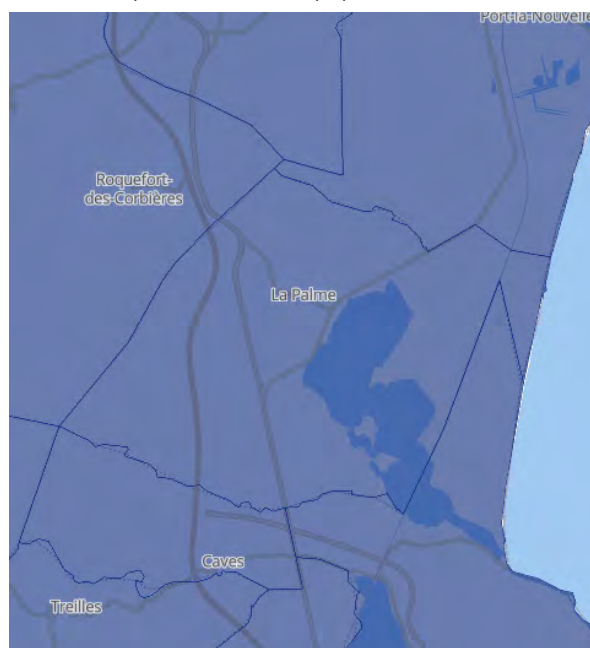 Port-la-Nouvelle
Roquefort-
des-Corbières
La Palme
Caves
Treilles